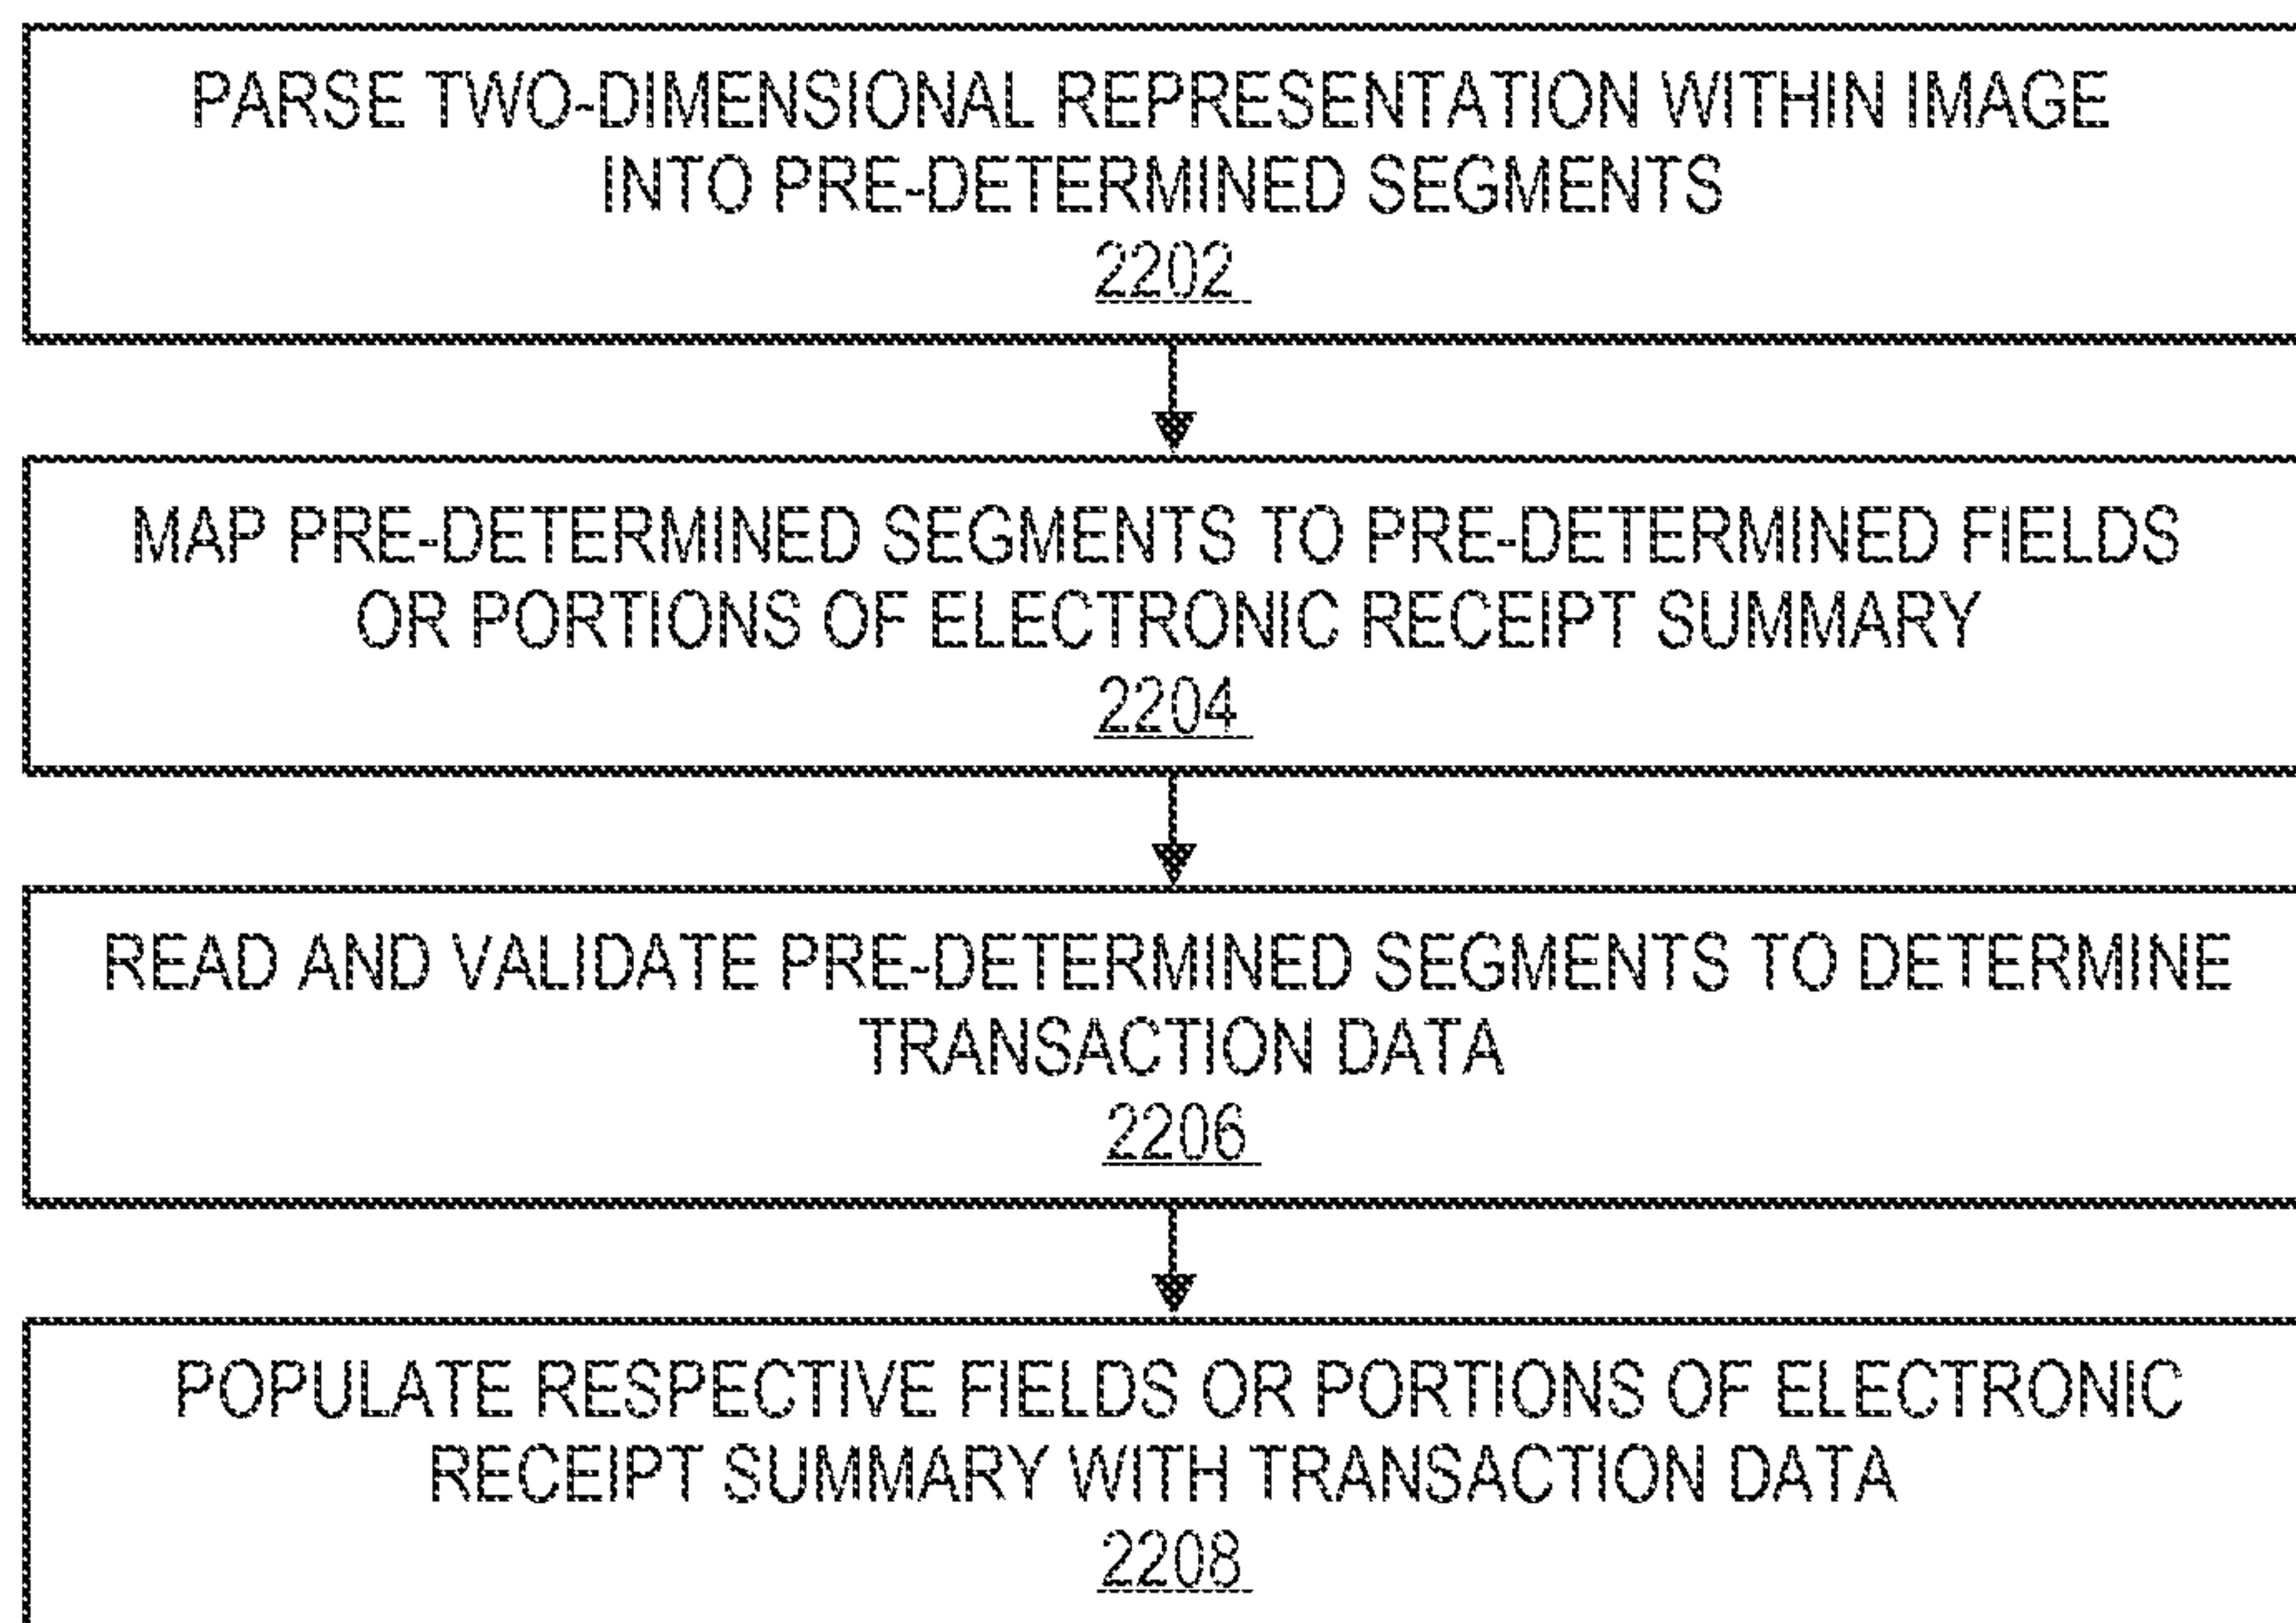 PARSE TWO-DIMENSIONAL REPRESENTATION WITHIN IMAGE
INTO PRE-DETERMINED SEGMENTS
2202
MAP PRE-DETERMINED SEGMENTS TO PRE-DETERMINED FIELDS
OR PORTIONS OF ELECTRONIC RECEIPT SUMMARY
2204
READ AND VALIDATE PRE-DETERMINED SEGMENTS TO DETERMINE
TRANSACTION DATA
2206
POPULATE RESPECTIVE FIELDS OR PORTIONS OF ELECTRONIC
RECEIPT SUMMARY WITH TRANSACTION DATA
2208